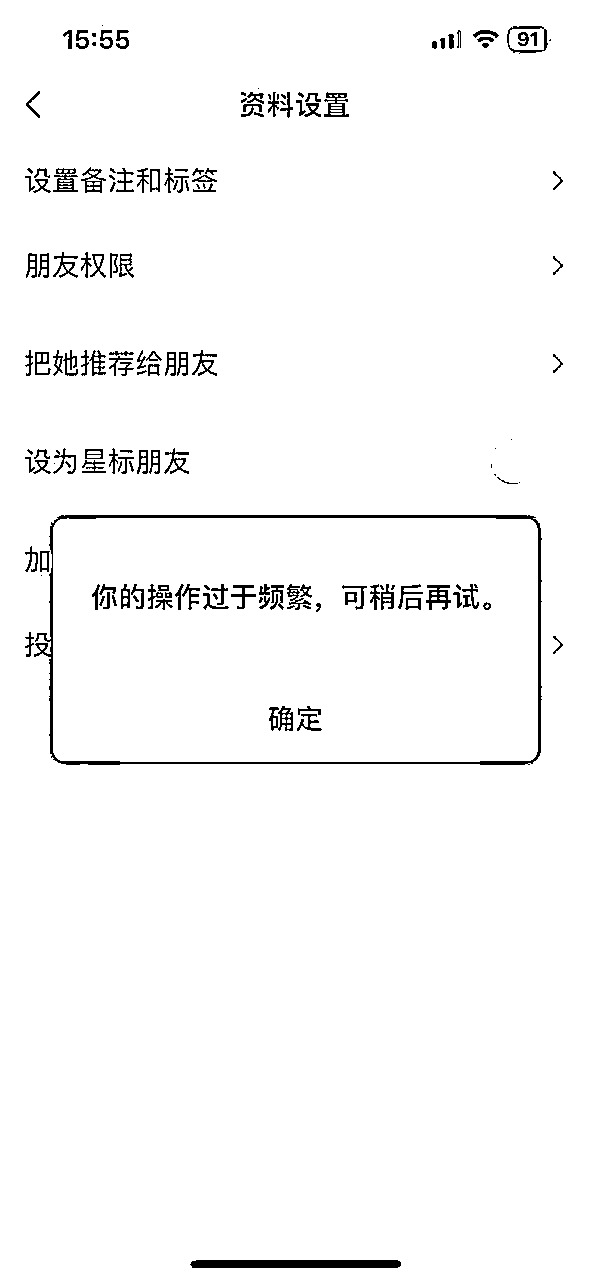 15:55
91
资料设置
设置备注和标签
朋友权限
把她推荐给朋友
设为星标朋友
加
你的操作过于频繁，可稍后再试。
投
确定